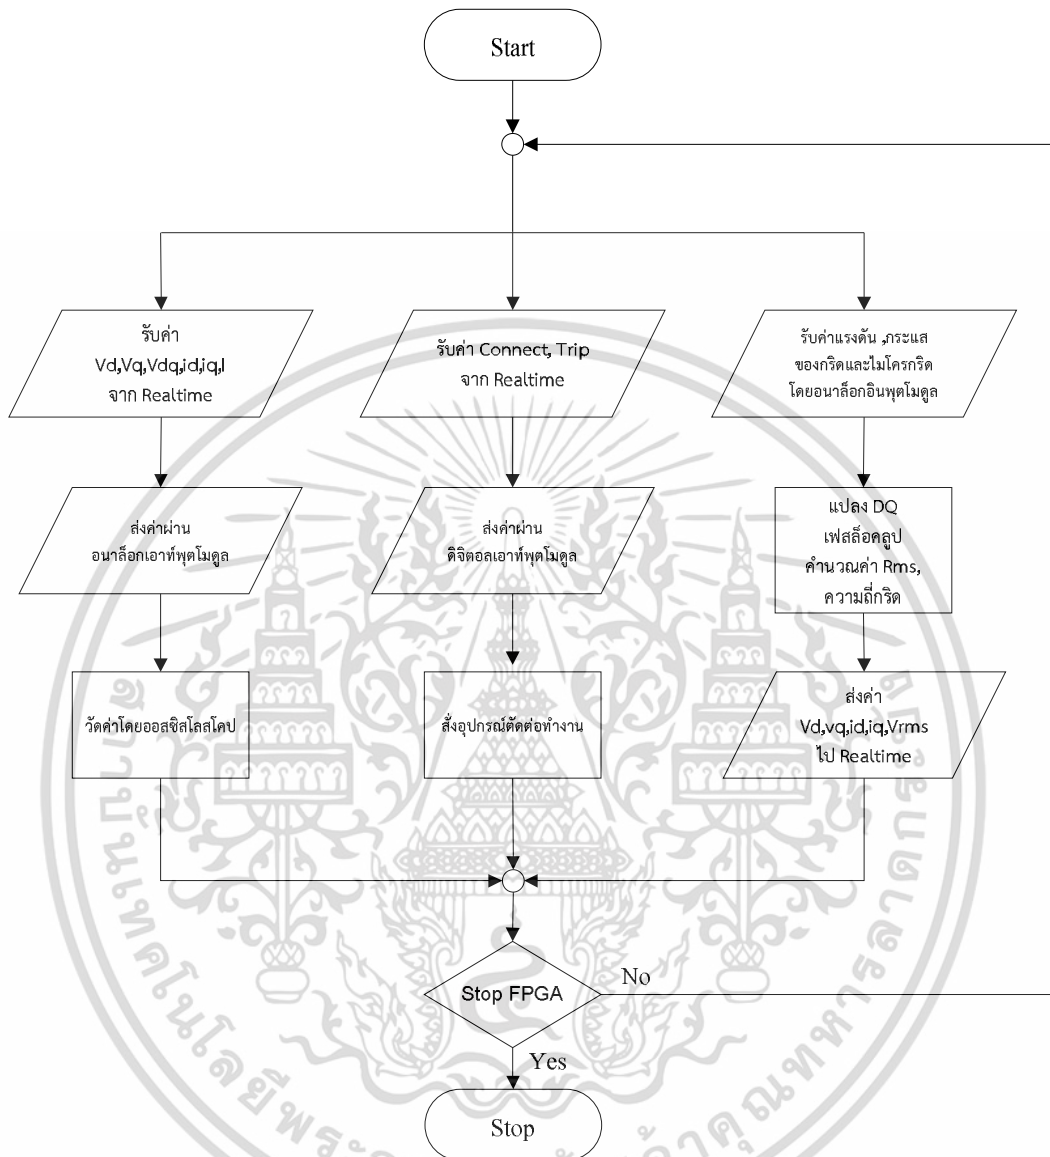 Start
รับค่า
Vd,Vq,Vdq,id,iq,I
จาก Realtime
รับค่า Connect, Trip
จาก Realtime
รับค่าแรงดัน ,กระแส
ของกริดและไมโครกริด
โดยอนาล็อกอินพุตโมดูล
ส่งค่าผ่าน
อนาล็อกเอาท์พุตโมดูล
ส่งค่าผ่าน
ดิจิตอลเอาท์พุตโมดูล
แปลง DQ
เฟสล็อคลูป
คำนวณค่า Rms,
ความถี่กริด
วัดค่าโดยออสซิสโลสโคป
สั่งอุปกรณ์ตัดต่อทำงาน
ส่งค่า
Vd,vq,id,iq,Vrms
ไป Realtime
Stop FPGA
No
Yes
Stop